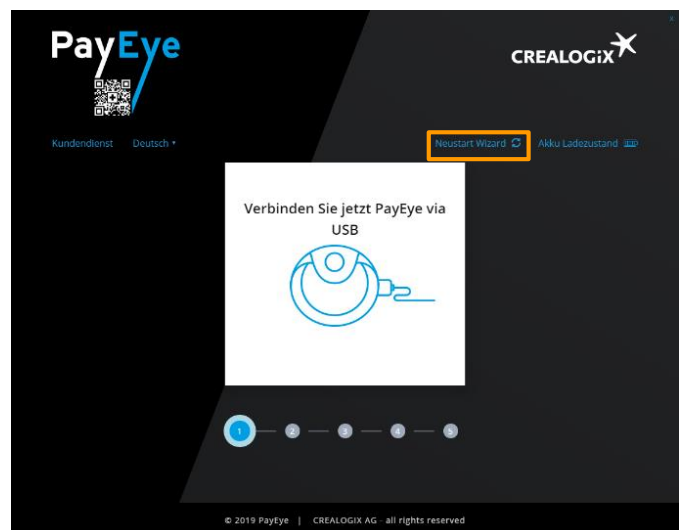 PayEye
CREALOGiX
x
Kundendienst Deutsch Neustart Wizard Akku Ladezustand
Verbinden Sie jetzt PayEye via
USB
1 2 3 4 5
© 2019 PayEye | CREALOGIX AG - all rights reserved